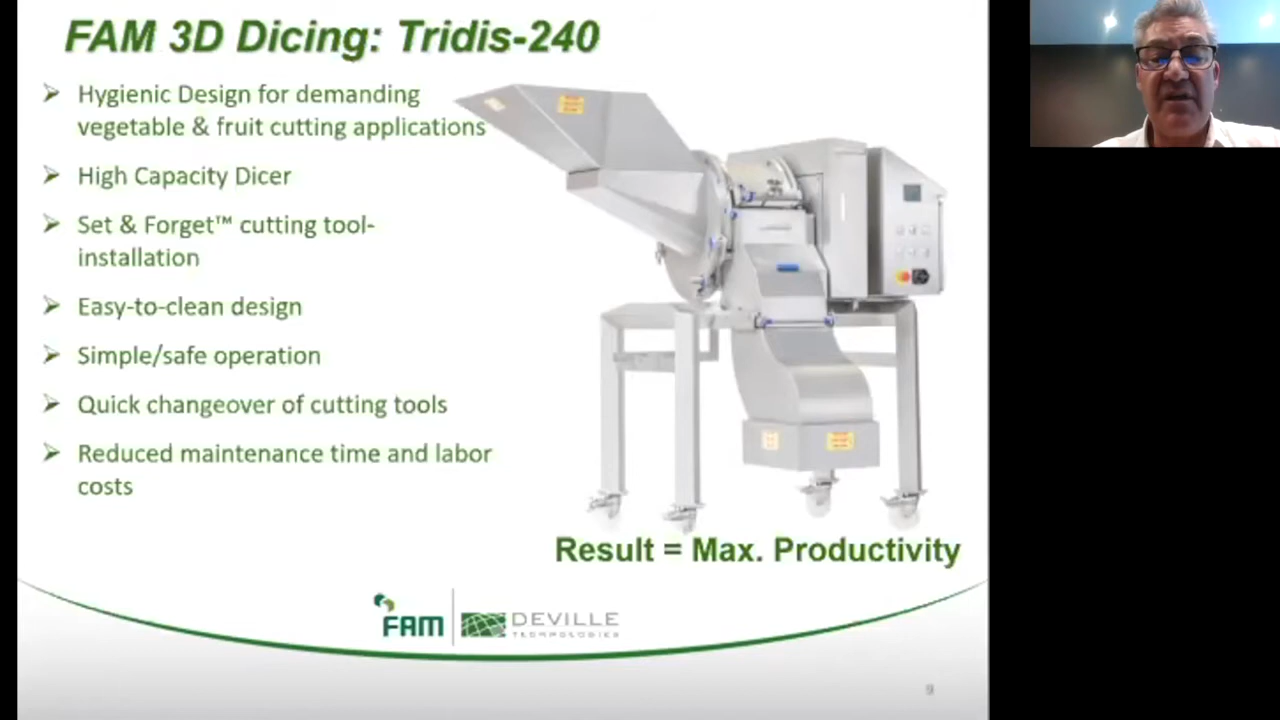 FAM 3D Dicing: Tridis-240
Hygienic Design for demanding
vegetable & fruit cutting applications
High Capacity Dicer
Set & Forget™ cutting tool-
installation
Easy-to-clean design
Simple/safe operation
Quick changeover of cutting tools
Reduced maintenance time and labor
costs
Result = Max. Productivity
FAM
DEVILLE
TECHNOLOGIES
9